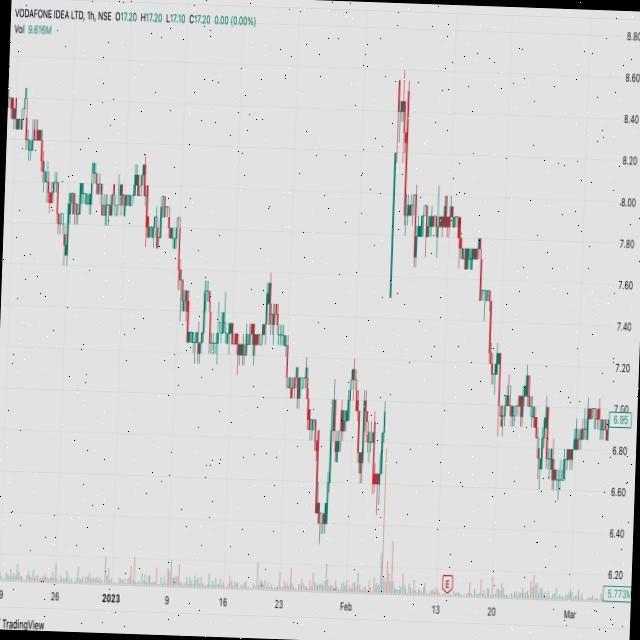 VODAFONE IDEA LTD, 1h, NSE O17.20 H17.20 L17.10 C17.20 0.00 (0.00%)
Vol 9.616M
8.80
8.60
8.40
8.20
8.00
7.80
7.60
7.40
7.20
7.00
6.95
6.80
6.60
6.40
6.20
5.773M
E
9 26 2023 9 16 23 Feb 13 20 Mar
TradingView